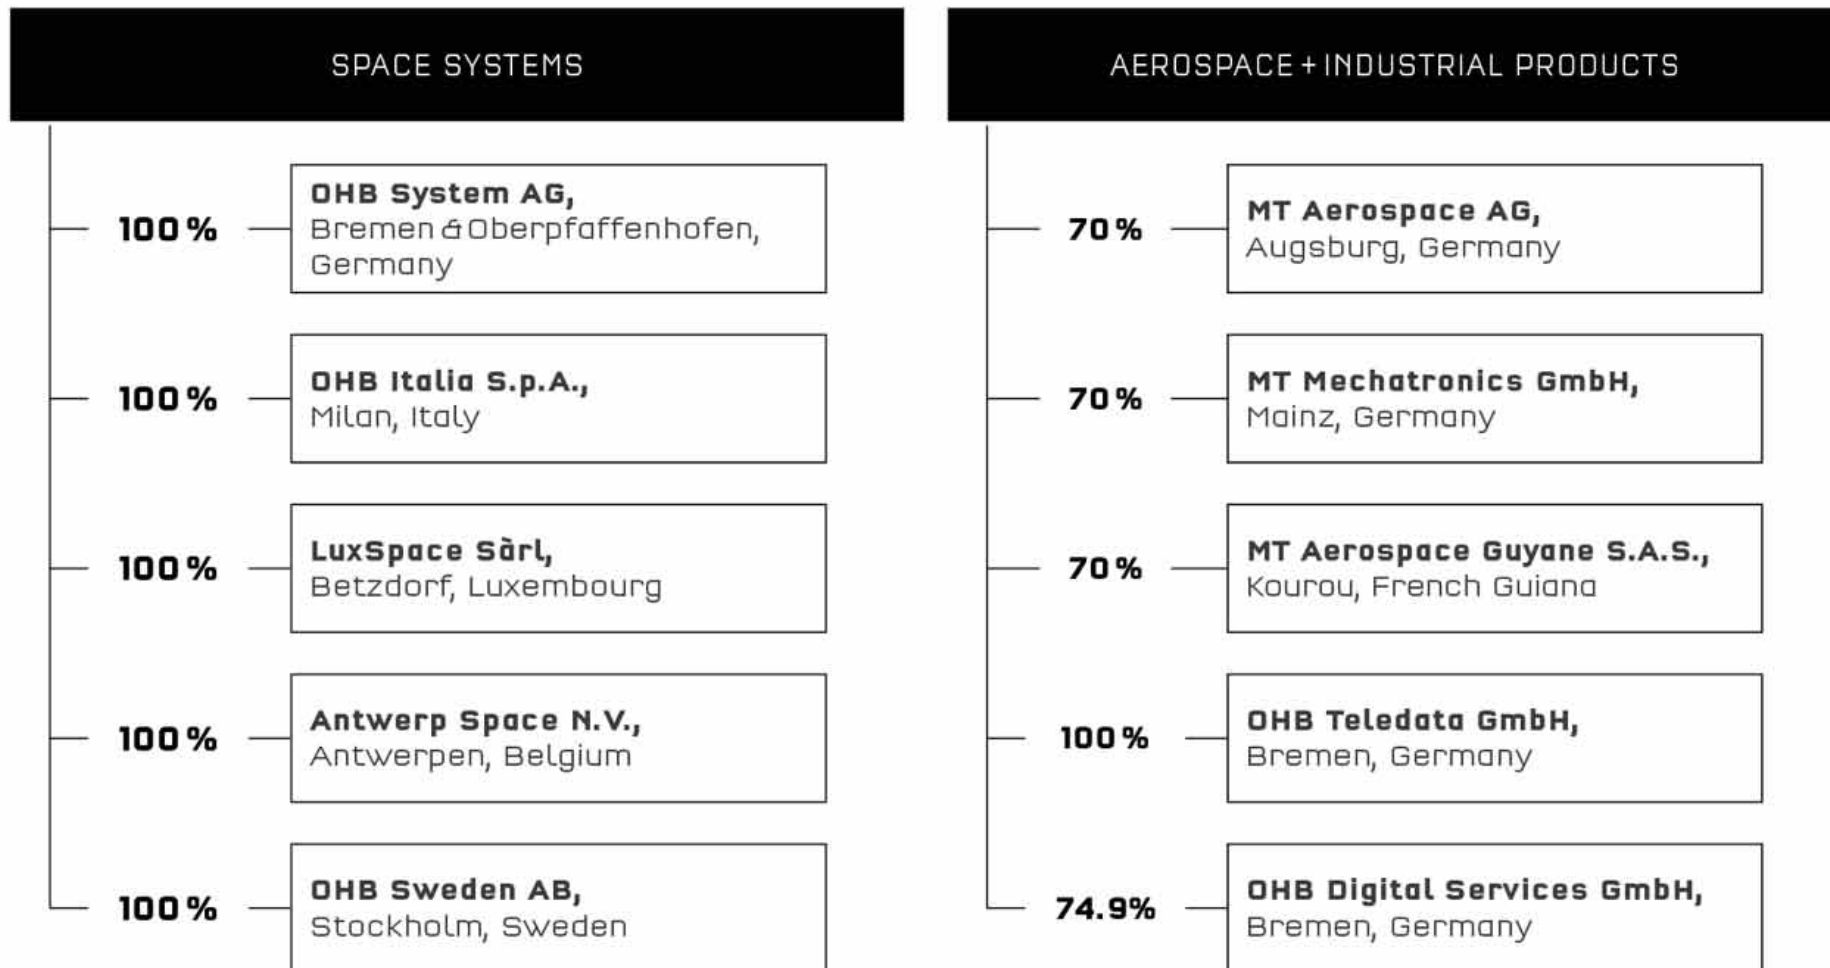 SPACE SYSTEMS
100%
OHB System AG,
Bremen & Oberpfaffenhofen,
Germany
100%
OHB Italia S.p.A.,
Milan, Italy
100%
LuxSpace Sàrl,
Betzdorf, Luxembourg
100%
Antwerp Space N.V.,
Antwerpen, Belgium
100%
OHB Sweden AB,
Stockholm, Sweden
AEROSPACE + INDUSTRIAL PRODUCTS
70%
MT Aerospace AG,
Augsburg, Germany
70%
MT Mechatronics GmbH,
Mainz, Germany
70%
MT Aerospace Guyane S.A.S.,
Kourou, French Guiana
100%
OHB Teledata GmbH,
Bremen, Germany
74.9%
OHB Digital Services GmbH,
Bremen, Germany